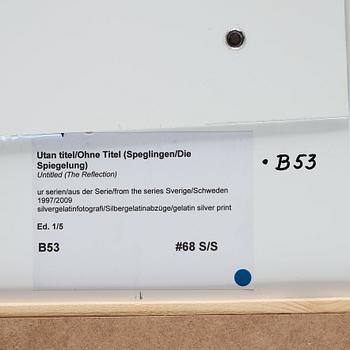 Utan titel/Ohne Titel (Speglingen/Die
Spiegelung)
Untitled (The Reflection)
ur serien/aus der Serie/from the series Sverige/Schweden
1997/2009
silvergelatinfotografi/Silbergelatinabzüge/gelatin silver print
Ed. 1/5
B53 #68 S/S
• B53